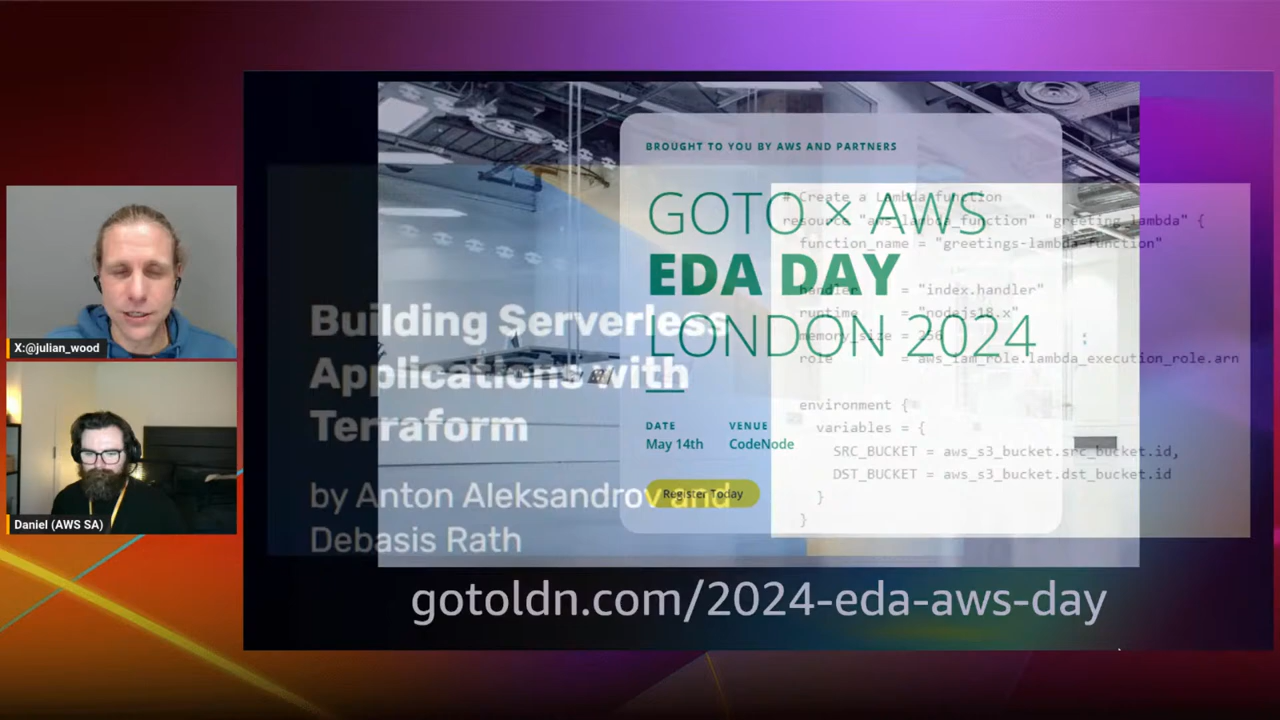 X:@julian_wood
Daniel (AWS SA)
BROUGHT TO YOU BY AWS AND PARTNERS
GOTO × AWS
EDA DAY
LONDON 2024
DATE
May 14th
VENUE
CodeNode
Register Today
Building Serverless
Applications with
Terraform
by Anton Aleksandrov and
Debasis Rath
# Create a Lambda function
resource "aws_lambda_function" "greeting_lambda" {
function_name = "greetings-lambda-function"
handler = "index.handler"
runtime = "nodejs18.x"
memory_size = 256
role = aws_iam_role.lambda_execution_role.arn
environment {
variables = {
SRC_BUCKET = aws_s3_bucket.src_bucket.id,
DST_BUCKET = aws_s3_bucket.dst_bucket.id
}
}
gotoldn.com/2024-eda-aws-day